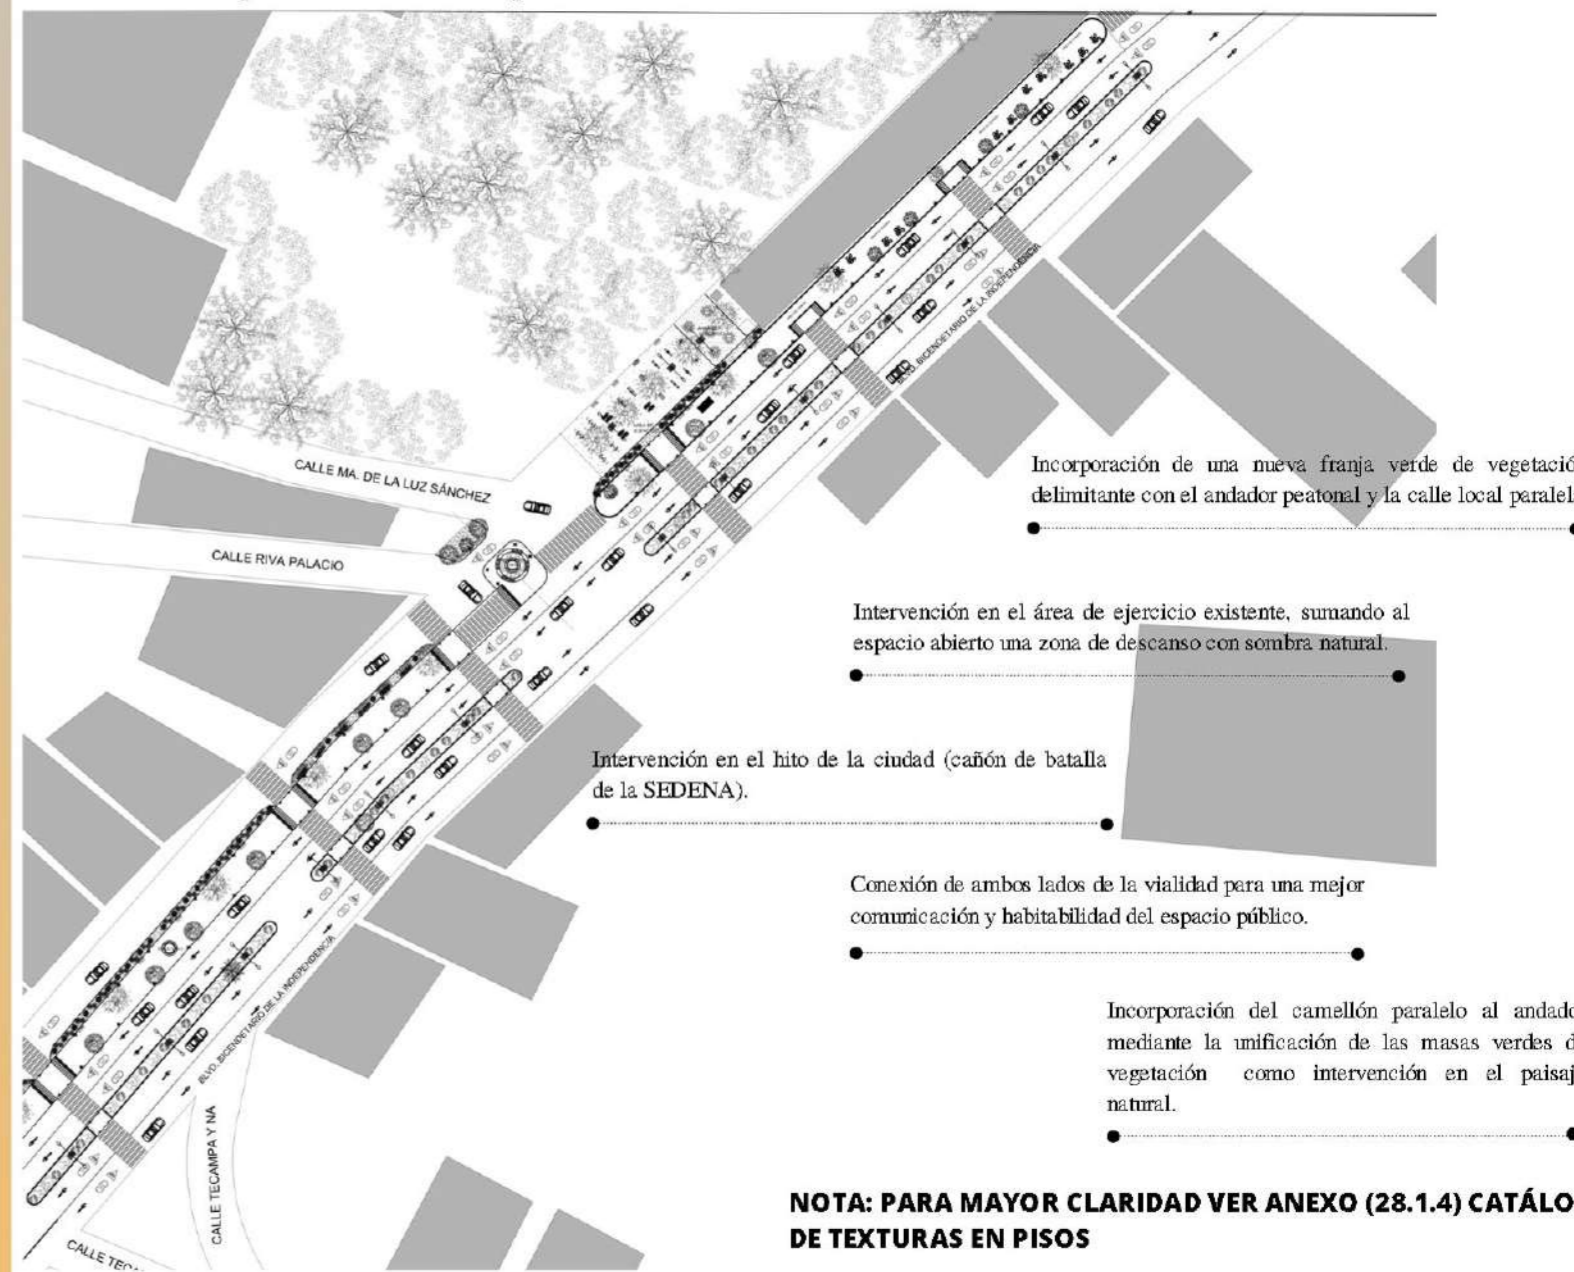 CALLE MA. DE LA LUZ SÁNCHEZ
CALLE RIVA PALACIO
BLVD. BICENDETARIO DE LA INDEPENDENCIA
Incorporación de una nueva franja verde de vegetació
delimitante con el andador peatonal y la calle local paralel
Intervención en el área de ejercicio existente, sumando al
espacio abierto una zona de descanso con sombra natural.
Intervención en el hito de la ciudad (cañón de batalla
de la SEDENA).
Conexión de ambos lados de la vialidad para una mejor
comunicación y habitabilidad del espacio público.
BLVD. BICENDETARIO DE LA INDEPENDENCIA
Incorporación del camellón paralelo al andado
mediante la unificación de las masas verdes d
vegetación como intervención en el paisaj
natural.
CALLE TECAMPA Y NA
CALLE TECAM
NOTA: PARA MAYOR CLARIDAD VER ANEXO (28.1.4) CATÁLO
DE TEXTURAS EN PISOS